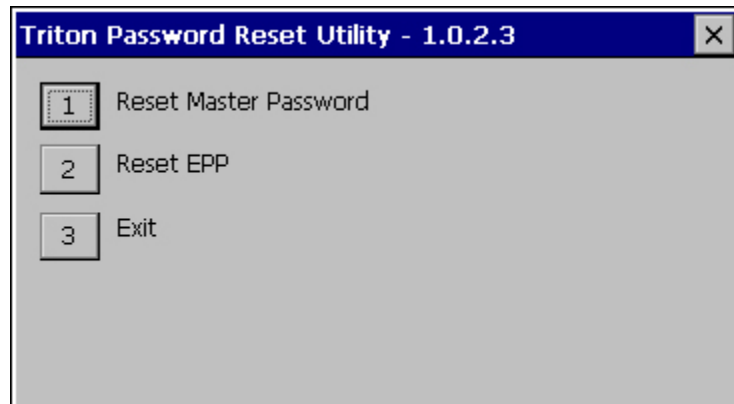 Triton Password Reset Utility - 1.0.2.3
1 Reset Master Password
2 Reset EPP
3 Exit